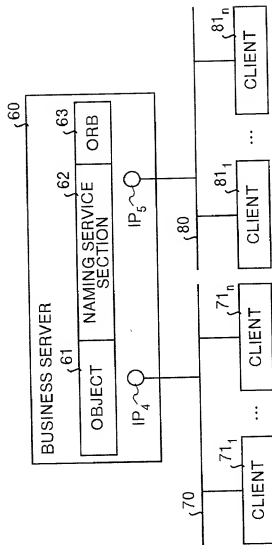 BUSINESS SERVER
60
61
62
63
OBJECT
NAMING SERVICE
SECTION
ORB
IP4
IP5
70
80
71₁
71n
81₁
81n
CLIENT
...
CLIENT
CLIENT
...
CLIENT